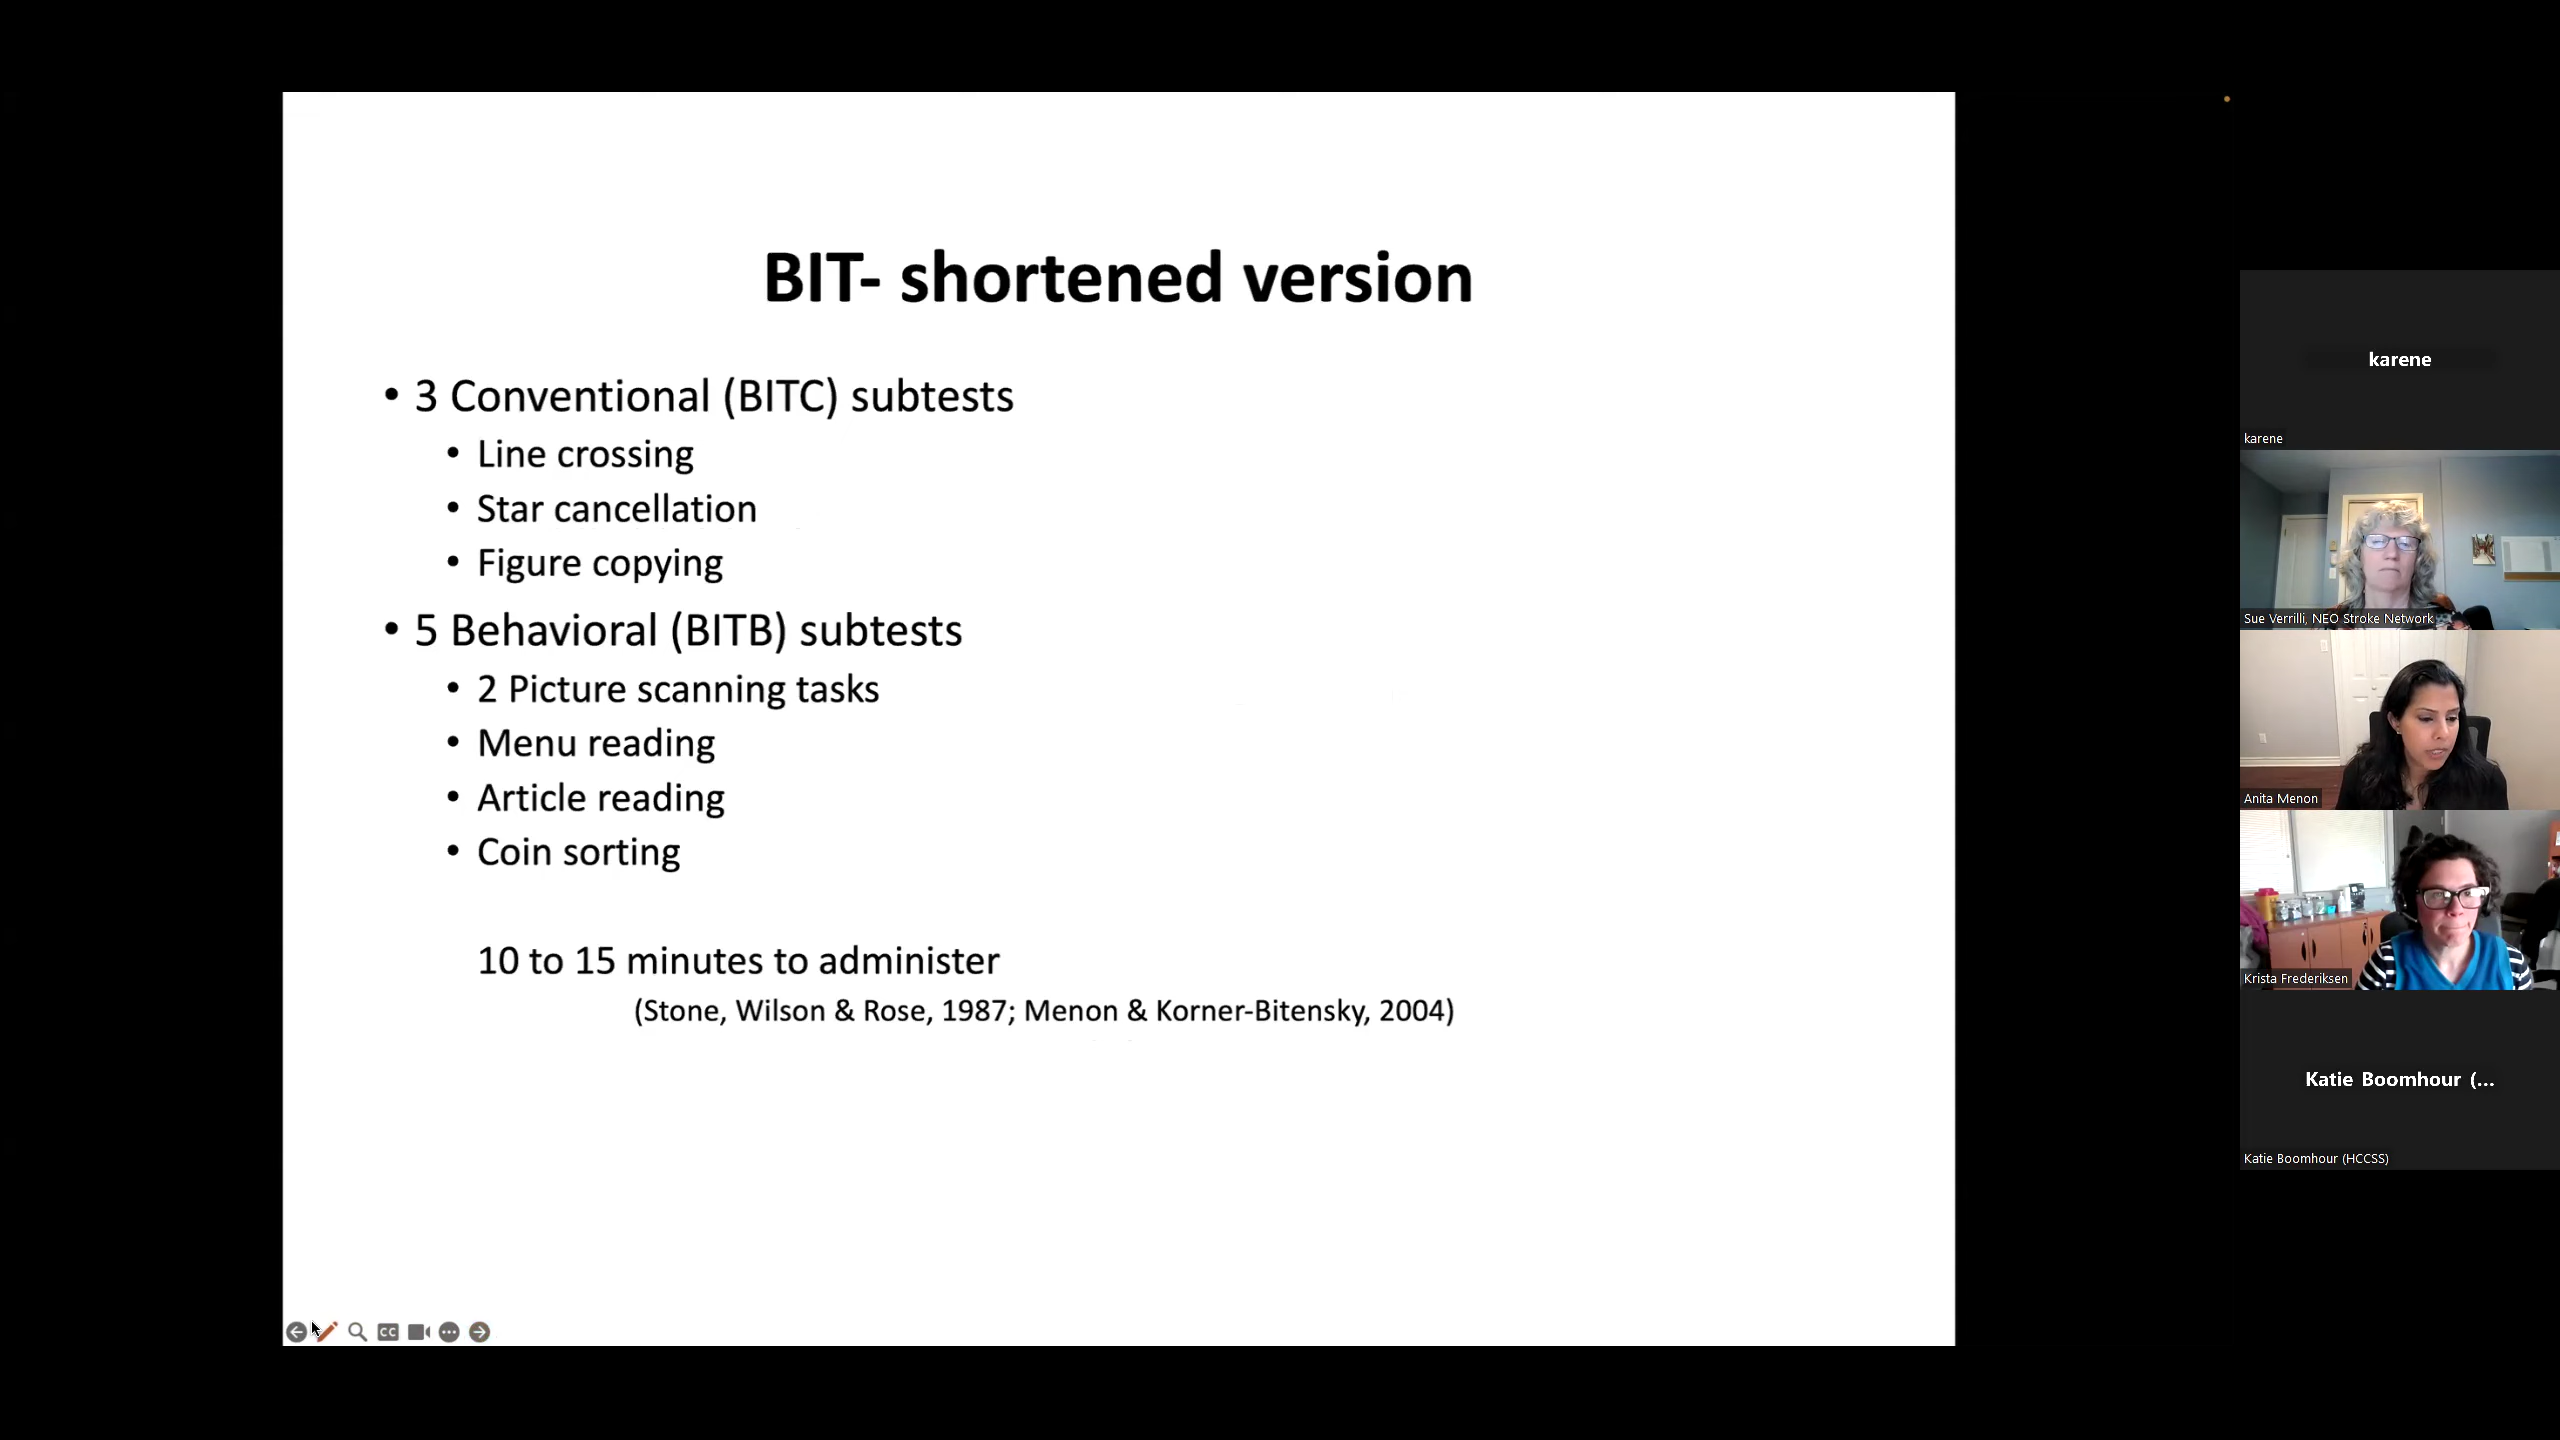 BIT- shortened version
• 3 Conventional (BITC) subtests
• Line crossing
• Star cancellation
• Figure copying
• 5 Behavioral (BITB) subtests
• 2 Picture scanning tasks
• Menu reading
• Article reading
• Coin sorting
10 to 15 minutes to administer
(Stone, Wilson & Rose, 1987; Menon & Korner-Bitensky, 2004)
CC
karene
karene
Sue Verrilli, NEO Stroke Network
Anita Menon
Krista Frederiksen
Katie Boomhour (...
Katie Boomhour (HCCSS)